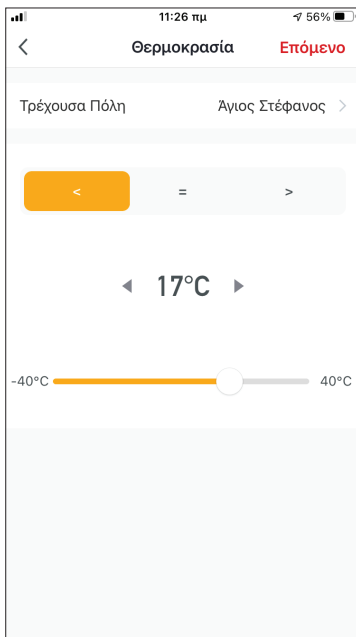 11:26 πμ 56%
Θερμοκρασία Επόμενο
Τρέχουσα Πόλη Άγιος Στέφανος >
< = >
17°C
-40°C 40°C